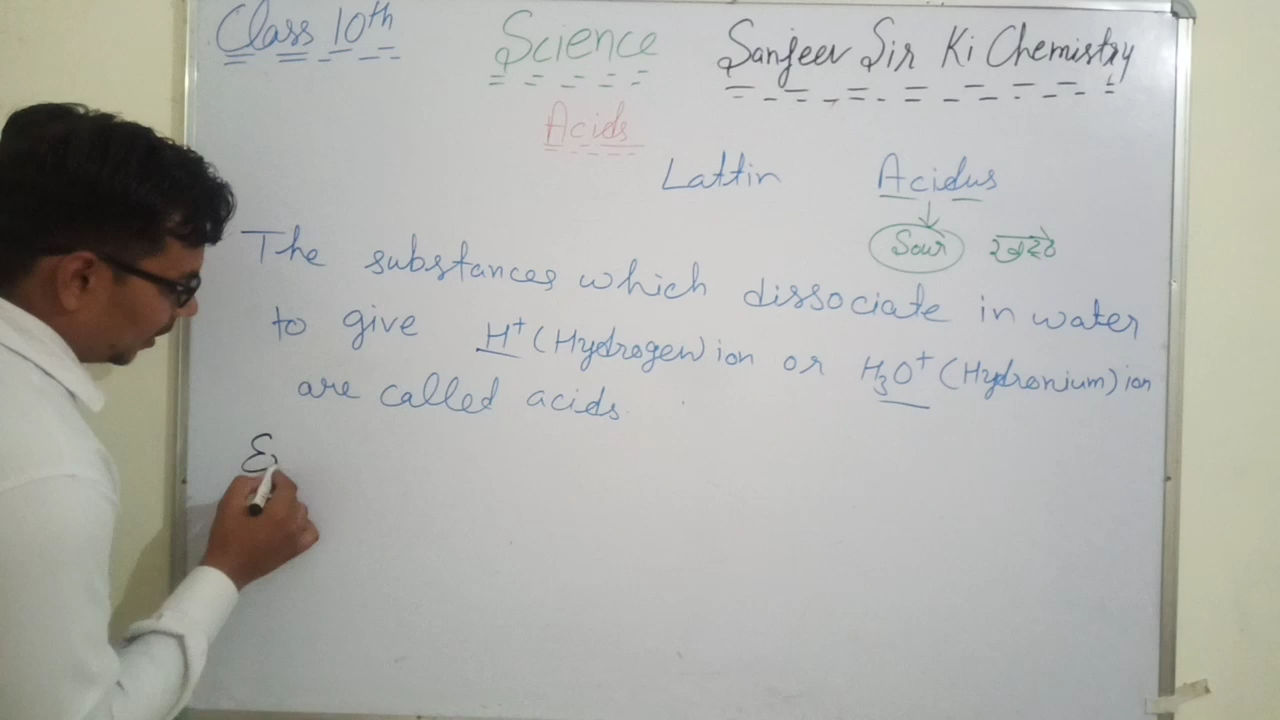 Class 10th Science Sanjeev Sir Ki Chemistry
Acids
Lattin Acidus
Sour
The substances which dissociate in water
to give H⁺ (Hydrogen) ion or H₃O⁺ (Hydronium) ion
are called acids.
E